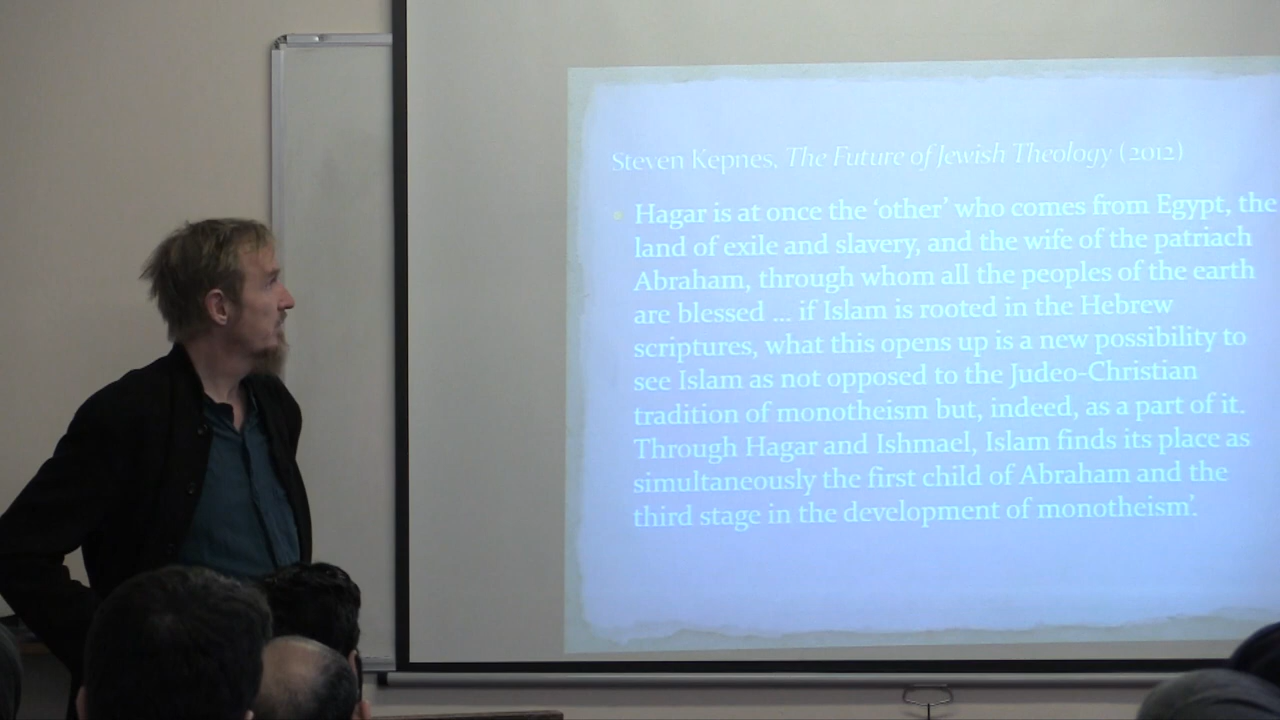 Steven Kepnes, The Future of Jewish Theology (2012)
Hagar is at once the ‘other’ who comes from Egypt, the
land of exile and slavery, and the wife of the patriach
Abraham, through whom all the peoples of the earth
are blessed ... if Islam is rooted in the Hebrew
scriptures, what this opens up is a new possibility to
see Islam as not opposed to the Judeo-Christian
tradition of monotheism but, indeed, as a part of it.
Through Hagar and Ishmael, Islam finds its place as
simultaneously the first child of Abraham and the
third stage in the development of monotheism’.